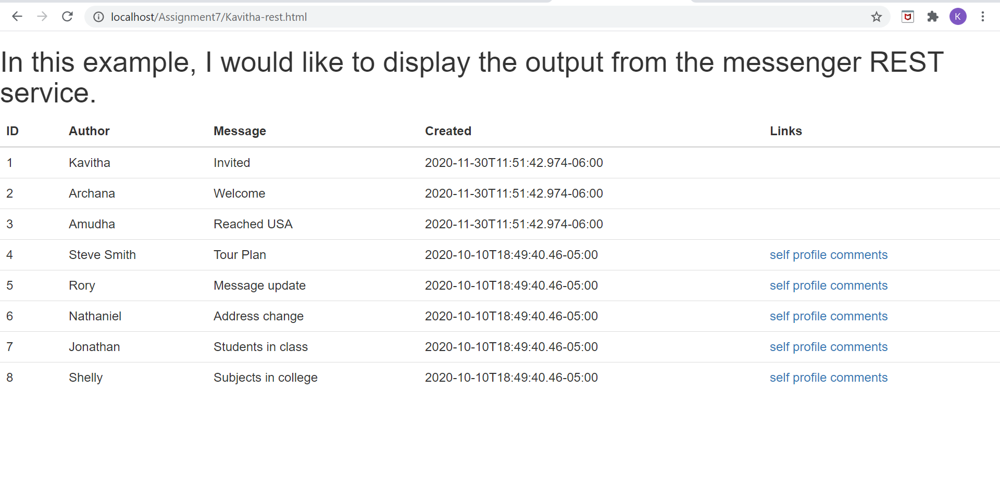 localhost/Assignment7/Kavitha-rest.html
K
In this example, I would like to display the output from the messenger REST
service.
ID Author Message Created Links
1 Kavitha Invited 2020-11-30T11:51:42.974-06:00
2 Archana Welcome 2020-11-30T11:51:42.974-06:00
3 Amudha Reached USA 2020-11-30T11:51:42.974-06:00
4 Steve Smith Tour Plan 2020-10-10T18:49:40.46-05:00 self profile comments
5 Rory Message update 2020-10-10T18:49:40.46-05:00 self profile comments
6 Nathaniel Address change 2020-10-10T18:49:40.46-05:00 self profile comments
7 Jonathan Students in class 2020-10-10T18:49:40.46-05:00 self profile comments
8 Shelly Subjects in college 2020-10-10T18:49:40.46-05:00 self profile comments